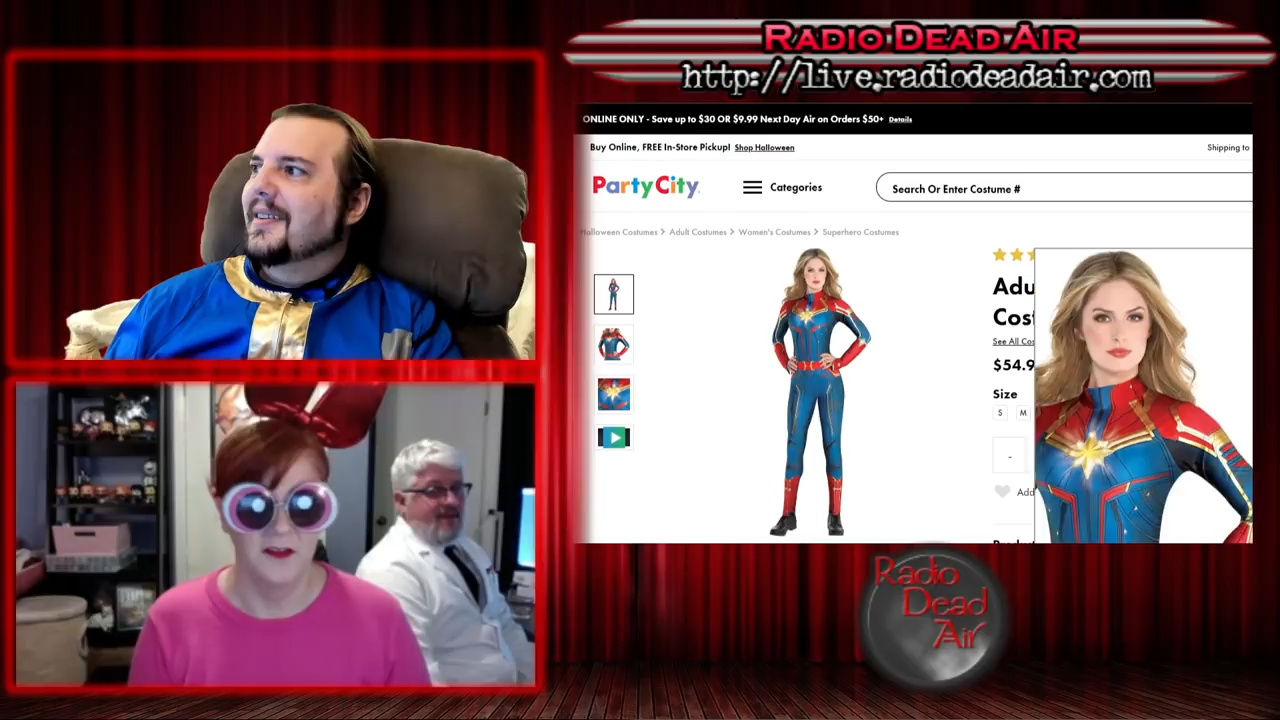 Radio Dead Air
http://live.radiodeadair.com
ONLINE ONLY - Save up to $30 OR $9.99 Next Day Air on Orders $50+ Details
Buy Online, FREE In-Store Pickup! Shop Halloween
Shipping to
Party City
Categories
Search Or Enter Costume #
Halloween Costumes > Adult Costumes > Women's Costumes > Superhero Costumes
Adu
Cos
See All Cos
$54.9
Size
S M
-
Add
Radio
Dead
Air